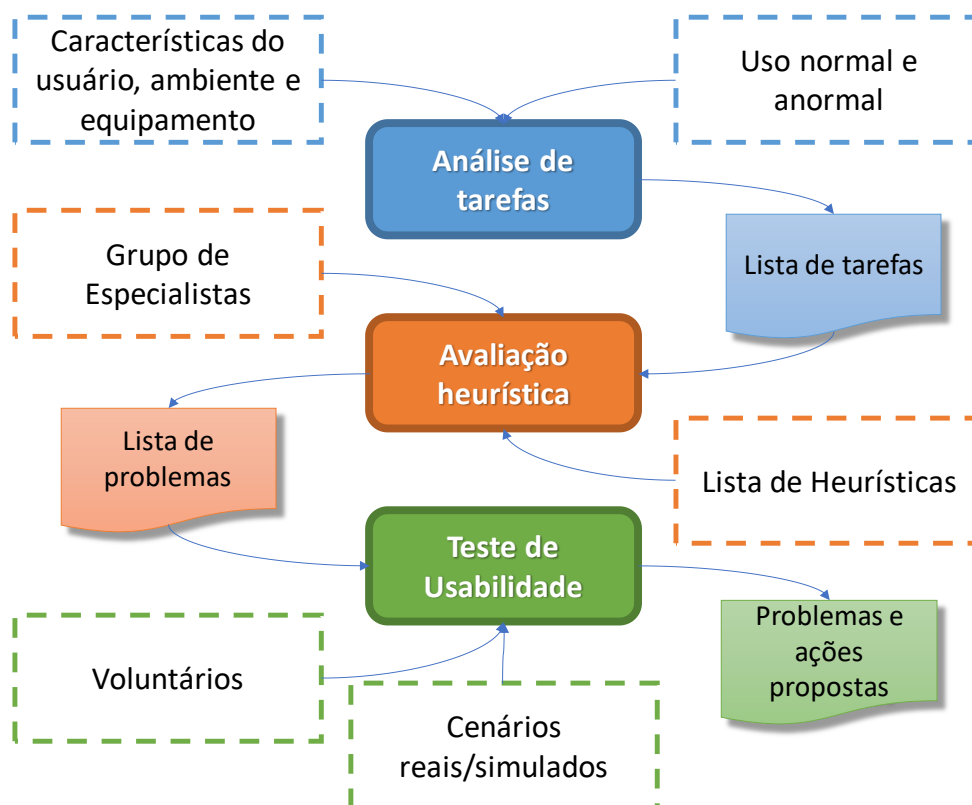 Características do
usuário, ambiente e
equipamento
Uso normal e
anormal
Análise de
tarefas
Lista de tarefas
Grupo de
Especialistas
Avaliação
heurística
Lista de
problemas
Lista de Heurísticas
Teste de
Usabilidade
Problemas e
ações
propostas
Voluntários
Cenários
reais/simulados